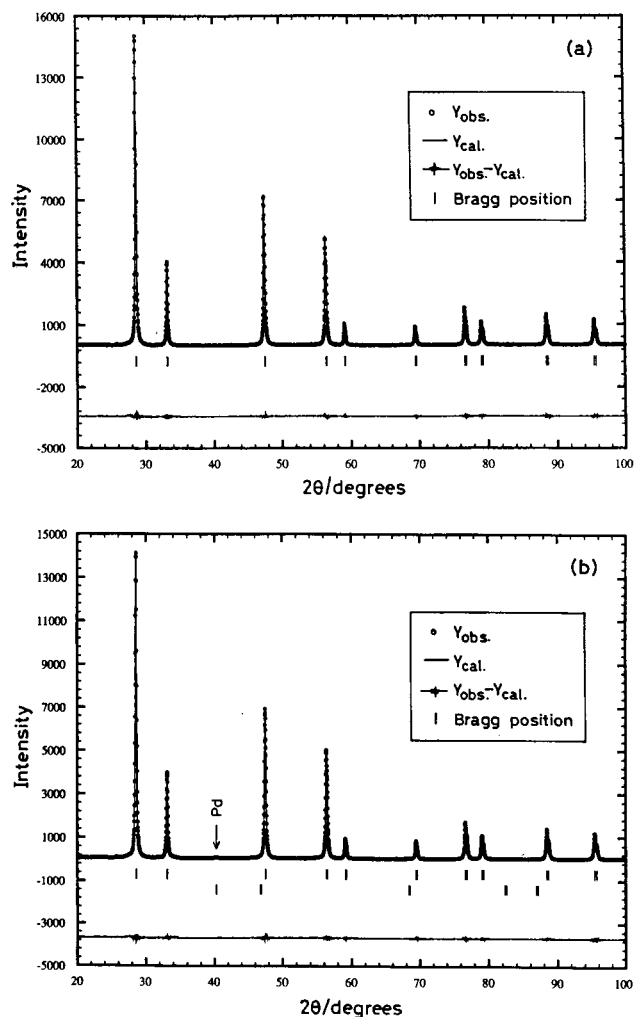 16000
13000
10000
7000
4000
1000
-2000
-5000
Intensity
(a)
Yobs.
Ycal.
Yobs.-Ycal.
Bragg position
20 30 40 50 60 70 80 90 100
2θ/degrees
15000
13000
11000
9000
7000
5000
3000
1000
-1000
-3000
-5000
Intensity
(b)
Yobs.
Ycal.
Yobs.-Ycal.
Bragg position
Pd
20 30 40 50 60 70 80 90 100
2θ/degrees